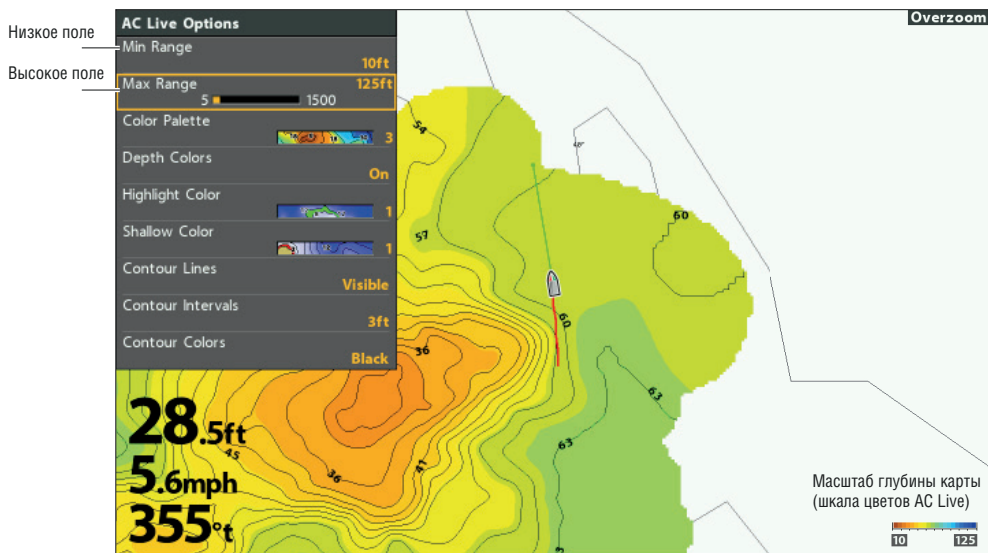 Низкое поле
Высокое поле
AC Live Options
Min Range
10ft
Max Range
125ft
5
1500
Color Palette
3
Depth Colors
On
Highlight Color
1
Shallow Color
1
Contour Lines
Visible
Contour Intervals
3ft
Contour Colors
Black
Overzoom
54
57
60
60
36
63
63
45
36
41
28.5ft
5.6mph
355°t
Масштаб глубины карты
(шкала цветов AC Live)
10
125